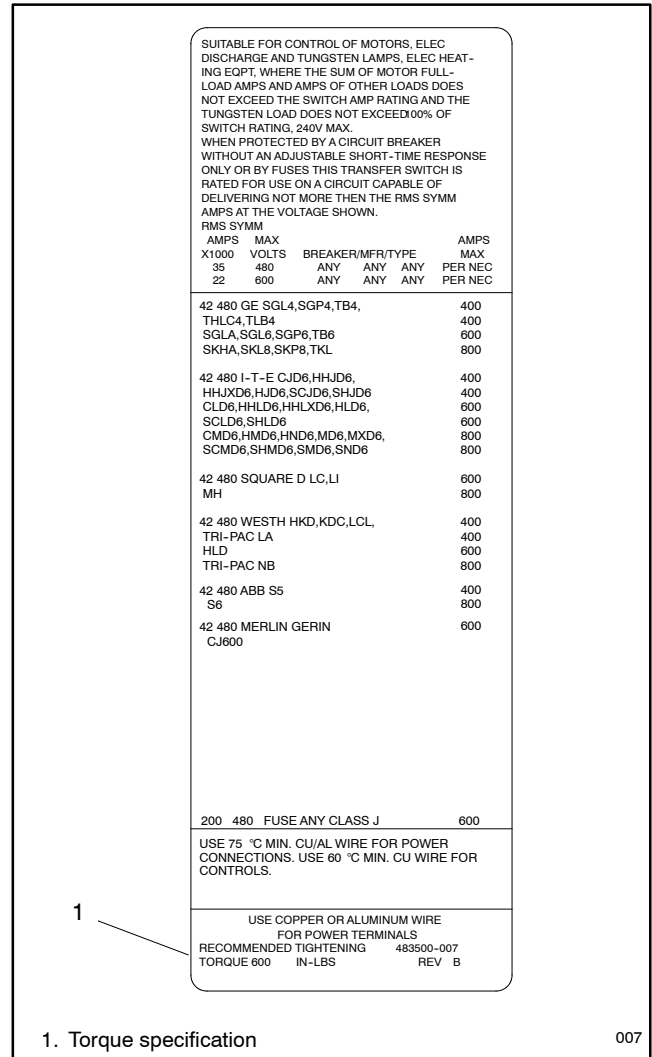 SUITABLE FOR CONTROL OF MOTORS, ELEC
DISCHARGE AND TUNGSTEN LAMPS, ELEC HEAT-
ING EQPT, WHERE THE SUM OF MOTOR FULL-
LOAD AMPS AND AMPS OF OTHER LOADS DOES
NOT EXCEED THE SWITCH AMP RATING AND THE
TUNGSTEN LOAD DOES NOT EXCEED100% OF
SWITCH RATING, 240V MAX.
WHEN PROTECTED BY A CIRCUIT BREAKER
WITHOUT AN ADJUSTABLE SHORT-TIME RESPONSE
ONLY OR BY FUSES THIS TRANSFER SWITCH IS
RATED FOR USE ON A CIRCUIT CAPABLE OF
DELIVERING NOT MORE THEN THE RMS SYMM
AMPS AT THE VOLTAGE SHOWN.
RMS SYMM
AMPS MAX AMPS
X1000 VOLTS BREAKER/MFR/TYPE MAX
35 480 ANY ANY ANY PER NEC
22 600 ANY ANY ANY PER NEC
42 480 GE SGL4,SGP4,TB4, 400
THLC4,TLB4 400
SGLA,SGL6,SGP6,TB6 600
SKHA,SKL8,SKP8,TKL 800
42 480 I-T-E CJD6,HHJD6, 400
HHJXD6,HJD6,SCJD6,SHJD6 400
CLD6,HHLD6,HHLXD6,HLD6, 600
SCLD6,SHLD6 600
CMD6,HMD6,HND6,MD6,MXD6, 800
SCMD6,SHMD6,SMD6,SND6 800
42 480 SQUARE D LC,LI 600
MH 800
42 480 WESTH HKD,KDC,LCL, 400
TRI-PAC LA 400
HLD 600
TRI-PAC NB 800
42 480 ABB S5 400
S6 800
42 480 MERLIN GERIN 600
CJ600
200 480 FUSE ANY CLASS J 600
USE 75 °C MIN. CU/AL WIRE FOR POWER
CONNECTIONS. USE 60 °C MIN. CU WIRE FOR
CONTROLS.
1
USE COPPER OR ALUMINUM WIRE
FOR POWER TERMINALS
RECOMMENDED TIGHTENING 483500-007
TORQUE 600 IN-LBS REV B
1. Torque specification 007